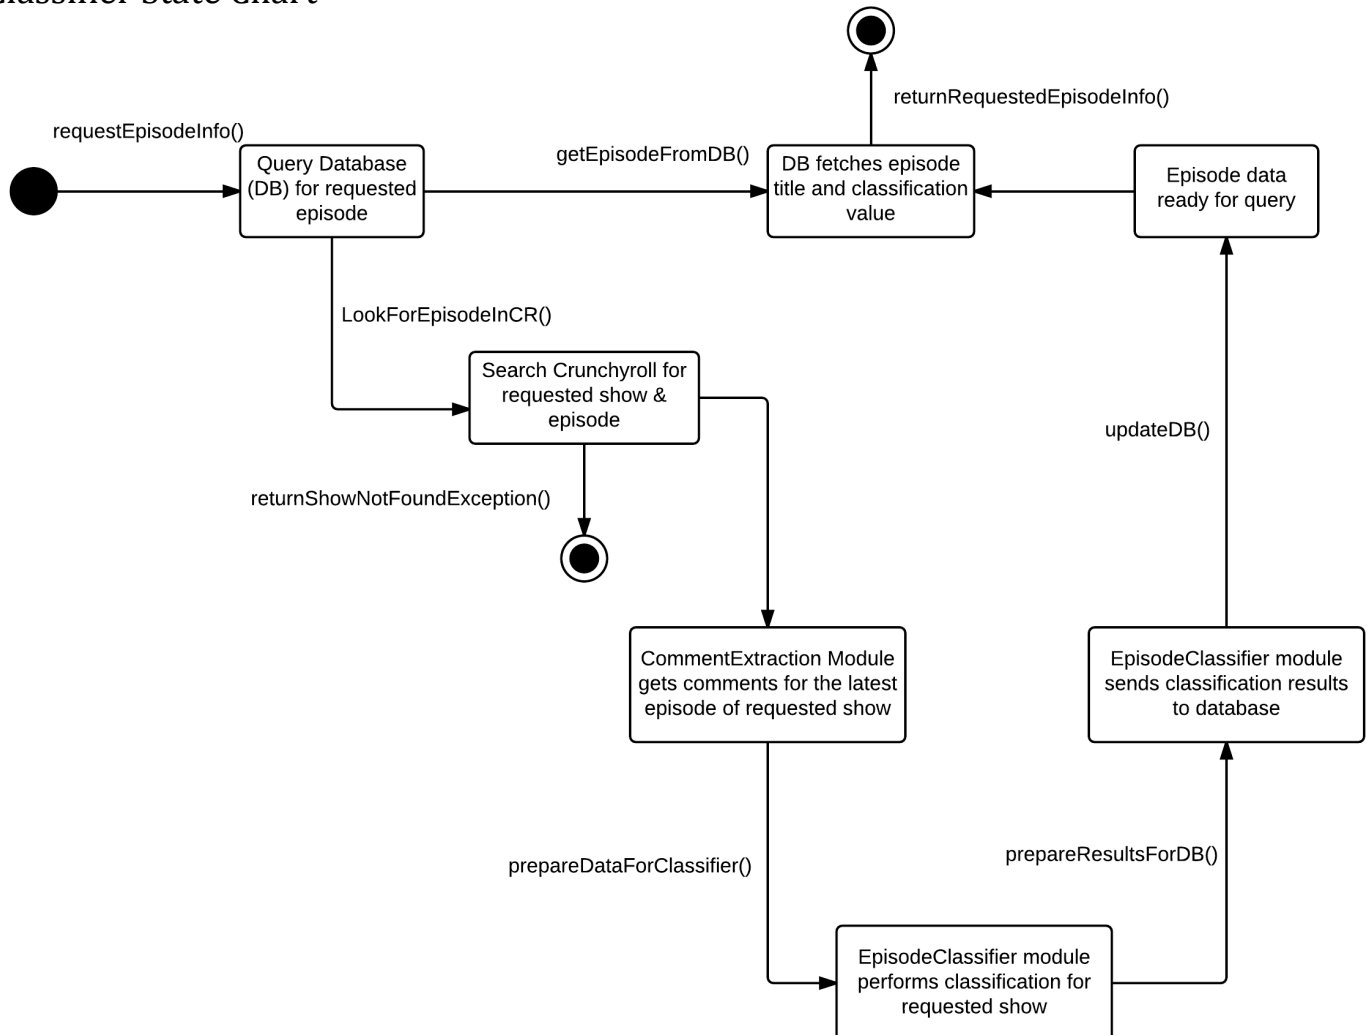 Classifier State Chart
returnRequestedEpisodeInfo()
requestEpisodeInfo()
getEpisodeFromDB()
Query Database
(DB) for requested
episode
DB fetches episode
title and classification
value
Episode data
ready for query
LookForEpisodeInCR()
Search Crunchyroll for
requested show &
episode
updateDB()
returnShowNotFoundException()
CommentExtraction Module
gets comments for the latest
episode of requested show
EpisodeClassifier module
sends classification results
to database
prepareDataForClassifier()
prepareResultsForDB()
EpisodeClassifier module
performs classification for
requested show